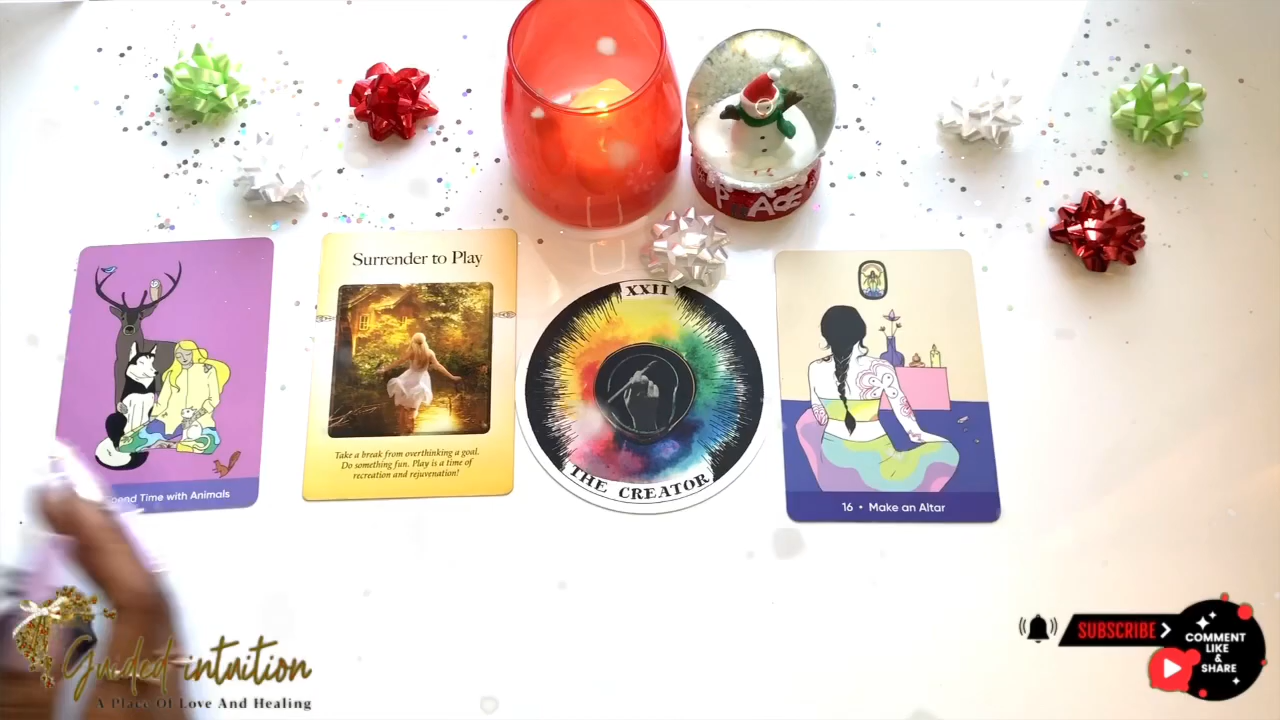 PEACE
Surrender to Play
Take a break from overthinking a goal.
Do something fun. Play is a time of
recreation and rejuvenation!
Spend Time with Animals
XXII
THE CREATOR
16 • Make an Altar
Guided intuition
A Place Of Love And Healing
SUBSCRIBE
COMMENT
LIKE
&
SHARE